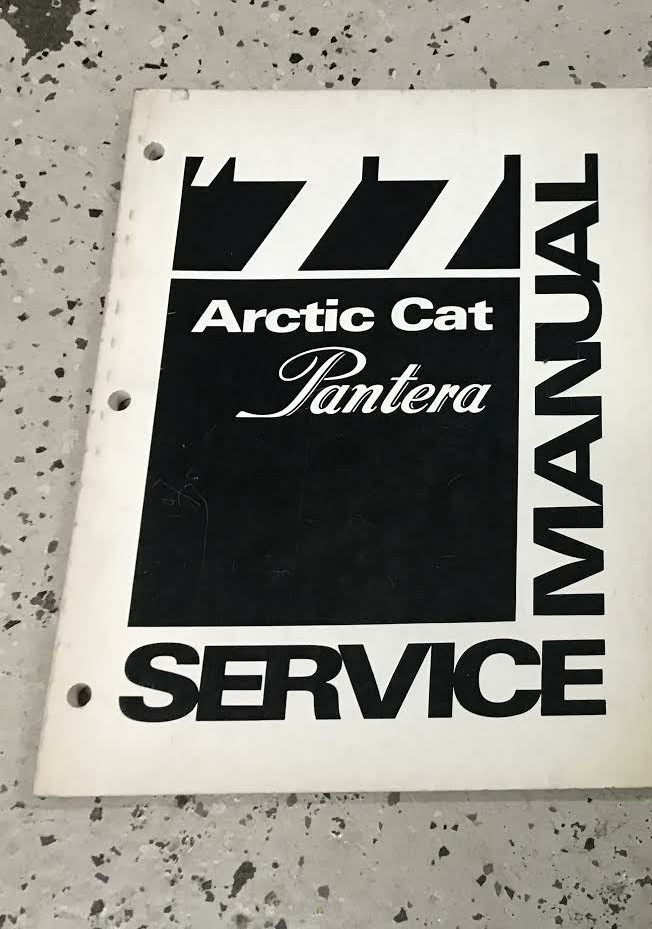 '77
Arctic Cat
Pantera
SERVICE
MANUAL